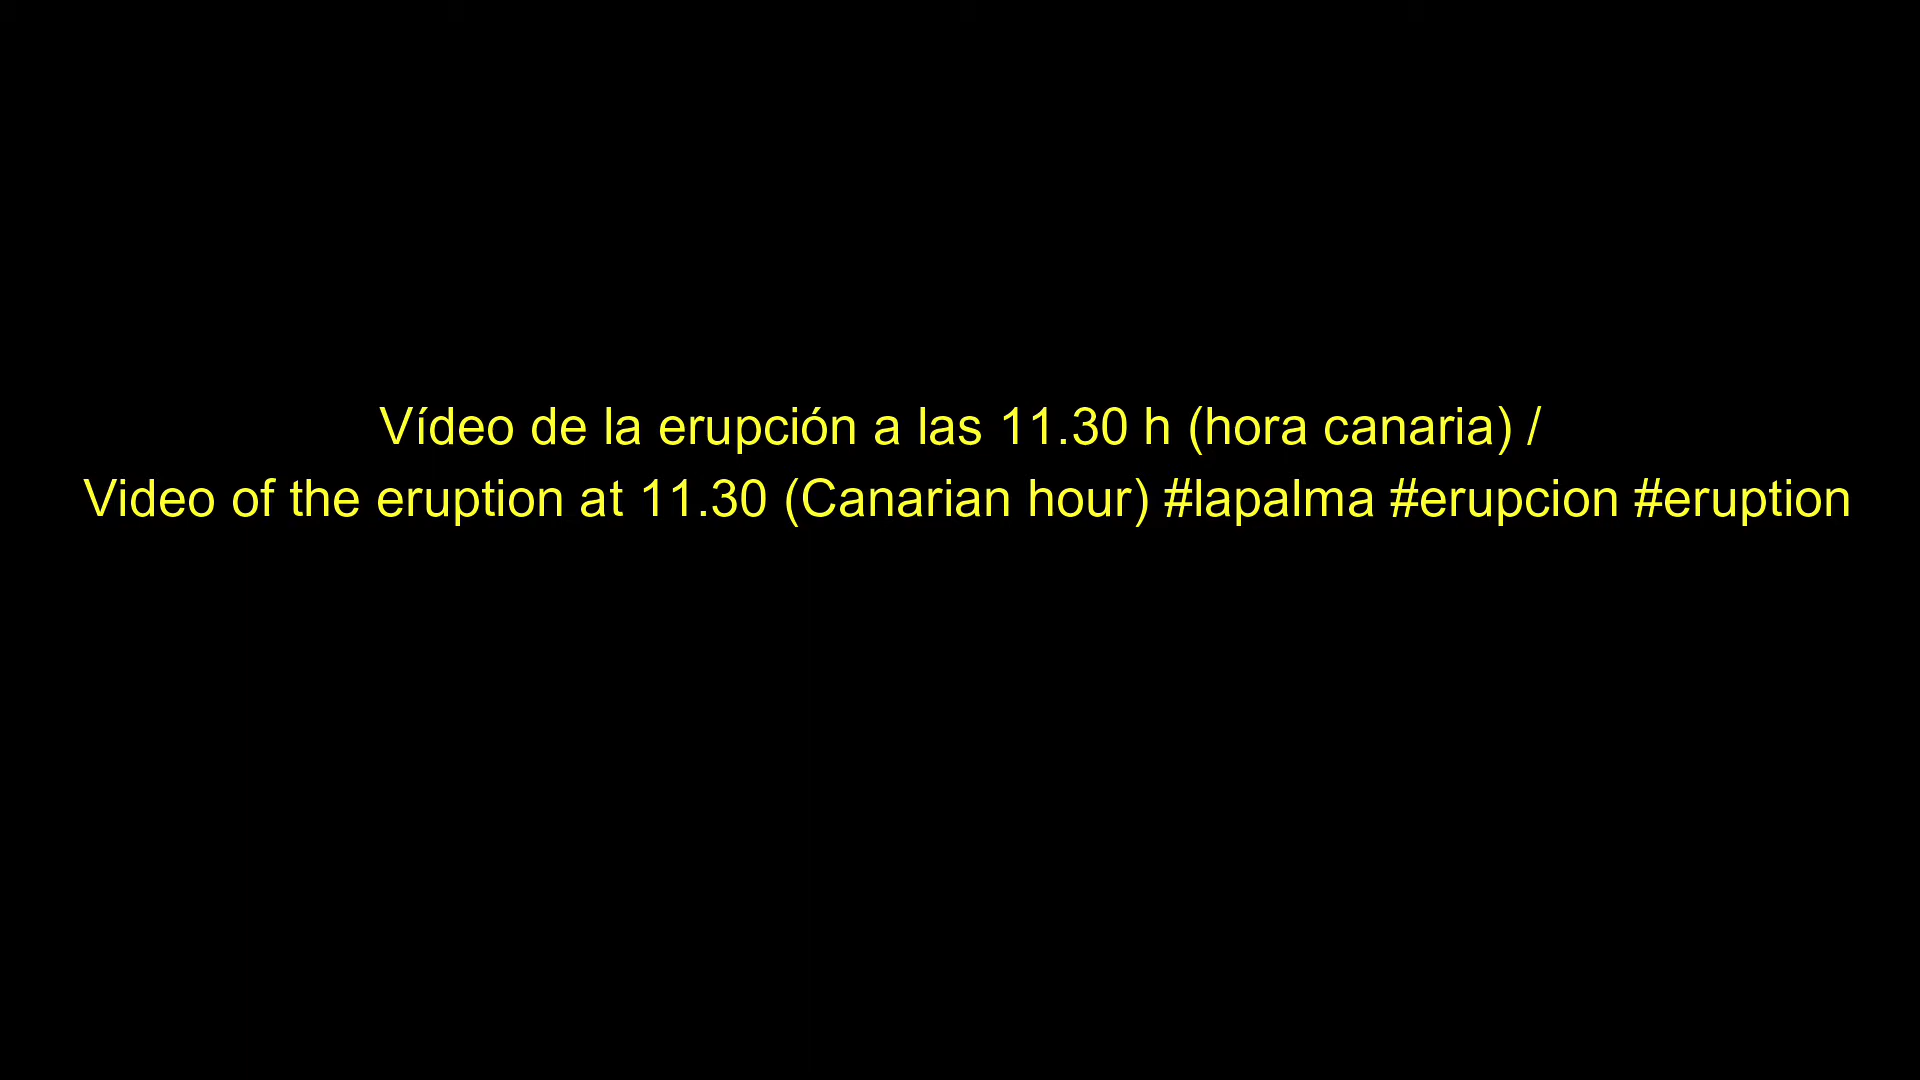 Vídeo de la erupción a las 11.30 h (hora canaria) /
Video of the eruption at 11.30 (Canarian hour) #lapalma #erupcion #eruption